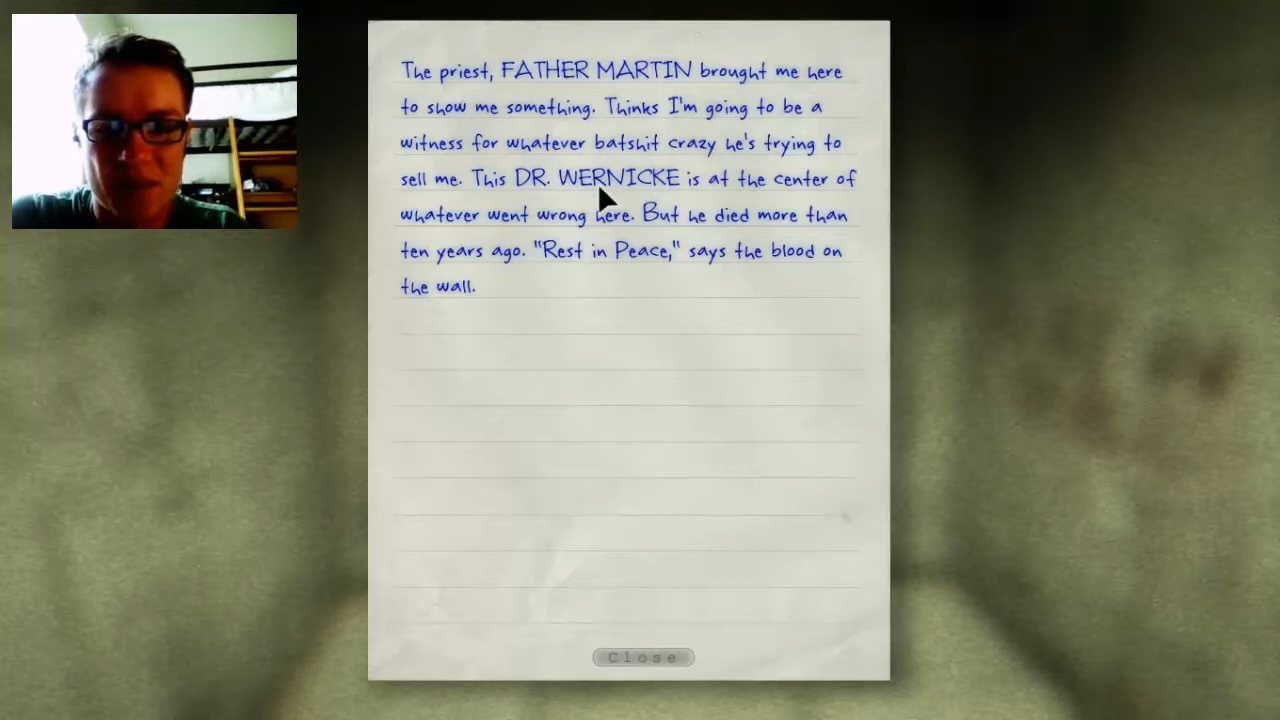 The priest, FATHER MARTIN brought me here
to show me something. Thinks I'm going to be a
witness for whatever batshit crazy he's trying to
sell me. This DR. WERNICKE is at the center of
whatever went wrong here. But he died more than
ten years ago. "Rest in Peace," says the blood on
the wall.
Close